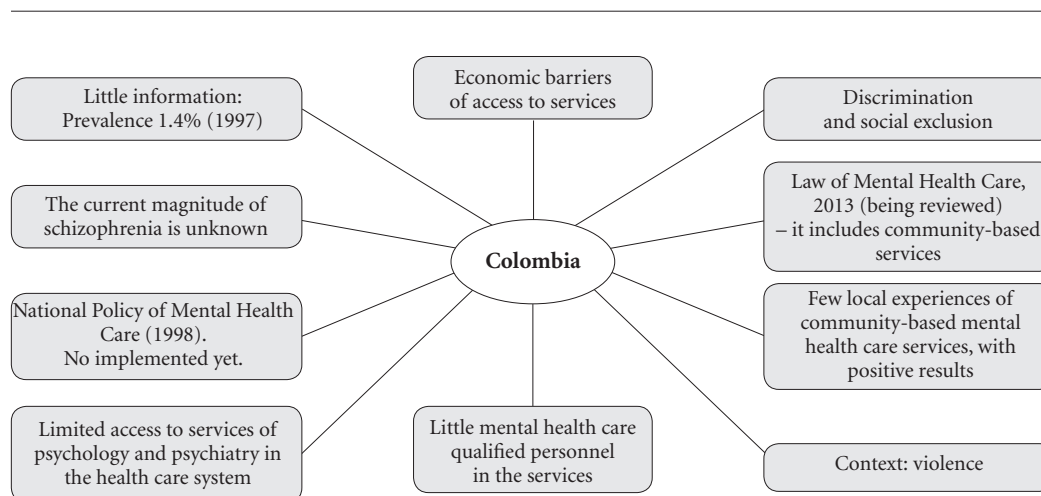 Little information:
Prevalence 1.4% (1997)
Economic barriers
of access to services
Discrimination
and social exclusion
The current magnitude of
schizophrenia is unknown
Law of Mental Health Care,
2013 (being reviewed)
– it includes community-based
services
Colombia
National Policy of Mental Health
Care (1998).
No implemented yet.
Few local experiences of
community-based mental
health care services, with
positive results
Limited access to services of
psychology and psychiatry in
the health care system
Little mental health care
qualified personnel
in the services
Context: violence